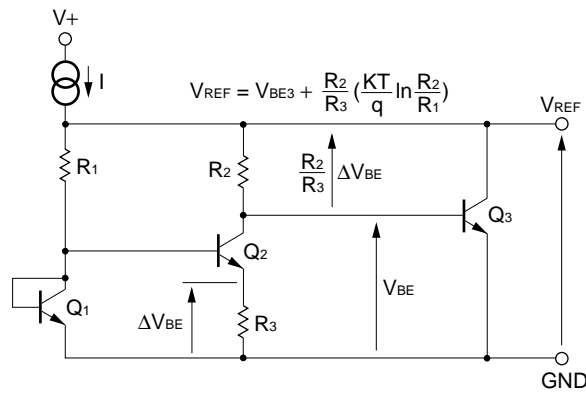 V+
I
VREF = VBE3 + R2/R3 (KT/q ln R2/R1)
VREF
R1
R2
R2/R3 ΔVBE
Q3
Q2
VBE
Q1
ΔVBE
R3
GND